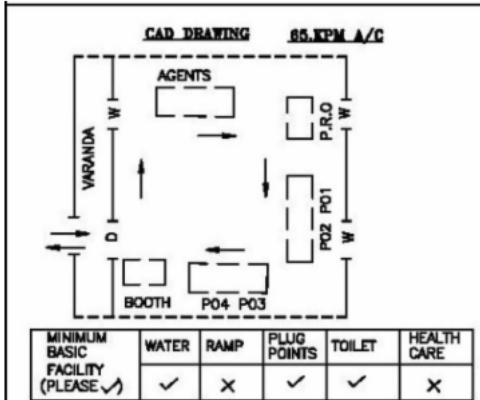 CAD DRAWING 65.KPM A/C
AGENTS
W
P.R.O
W
VARANDA
D
PO2 PO1
W
BOOTH
PO4 PO3
MINIMUM BASIC FACILITY (PLEASE ✓) WATER RAMP PLUG POINTS TOILET HEALTH CARE
✓ × ✓ ✓ ×